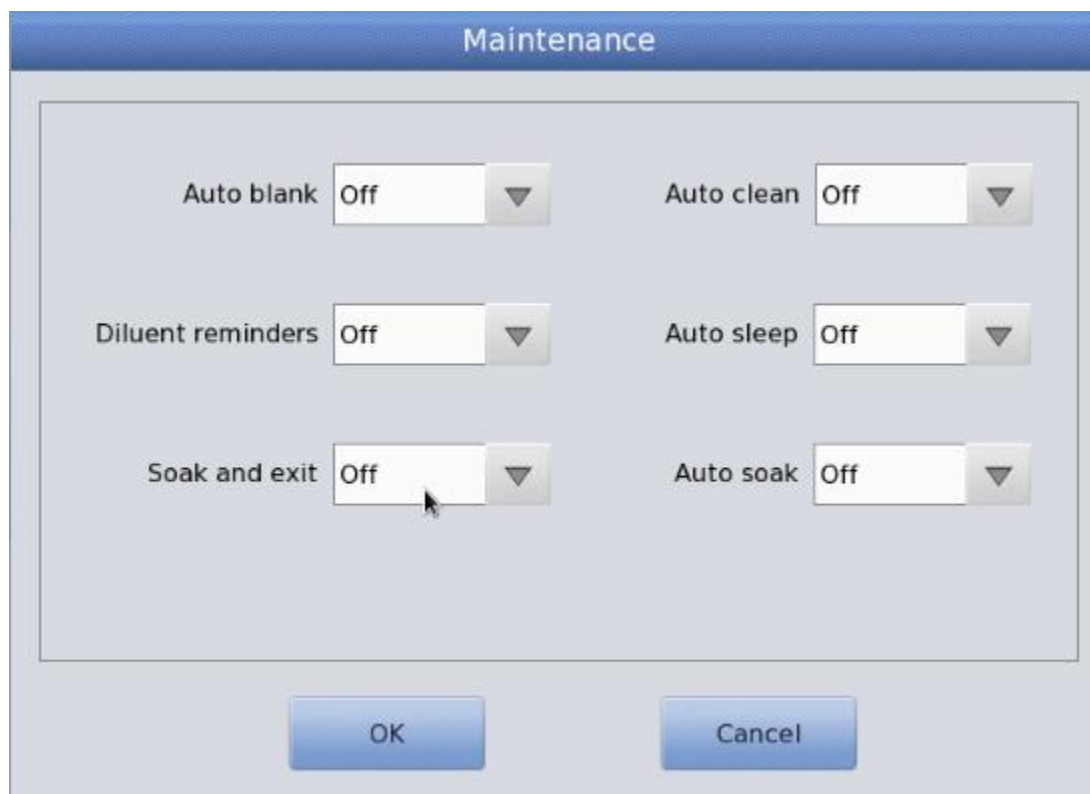 Maintenance
Auto blank Off Auto clean Off
Diluent reminders Off Auto sleep Off
Soak and exit Off Auto soak Off
OK Cancel